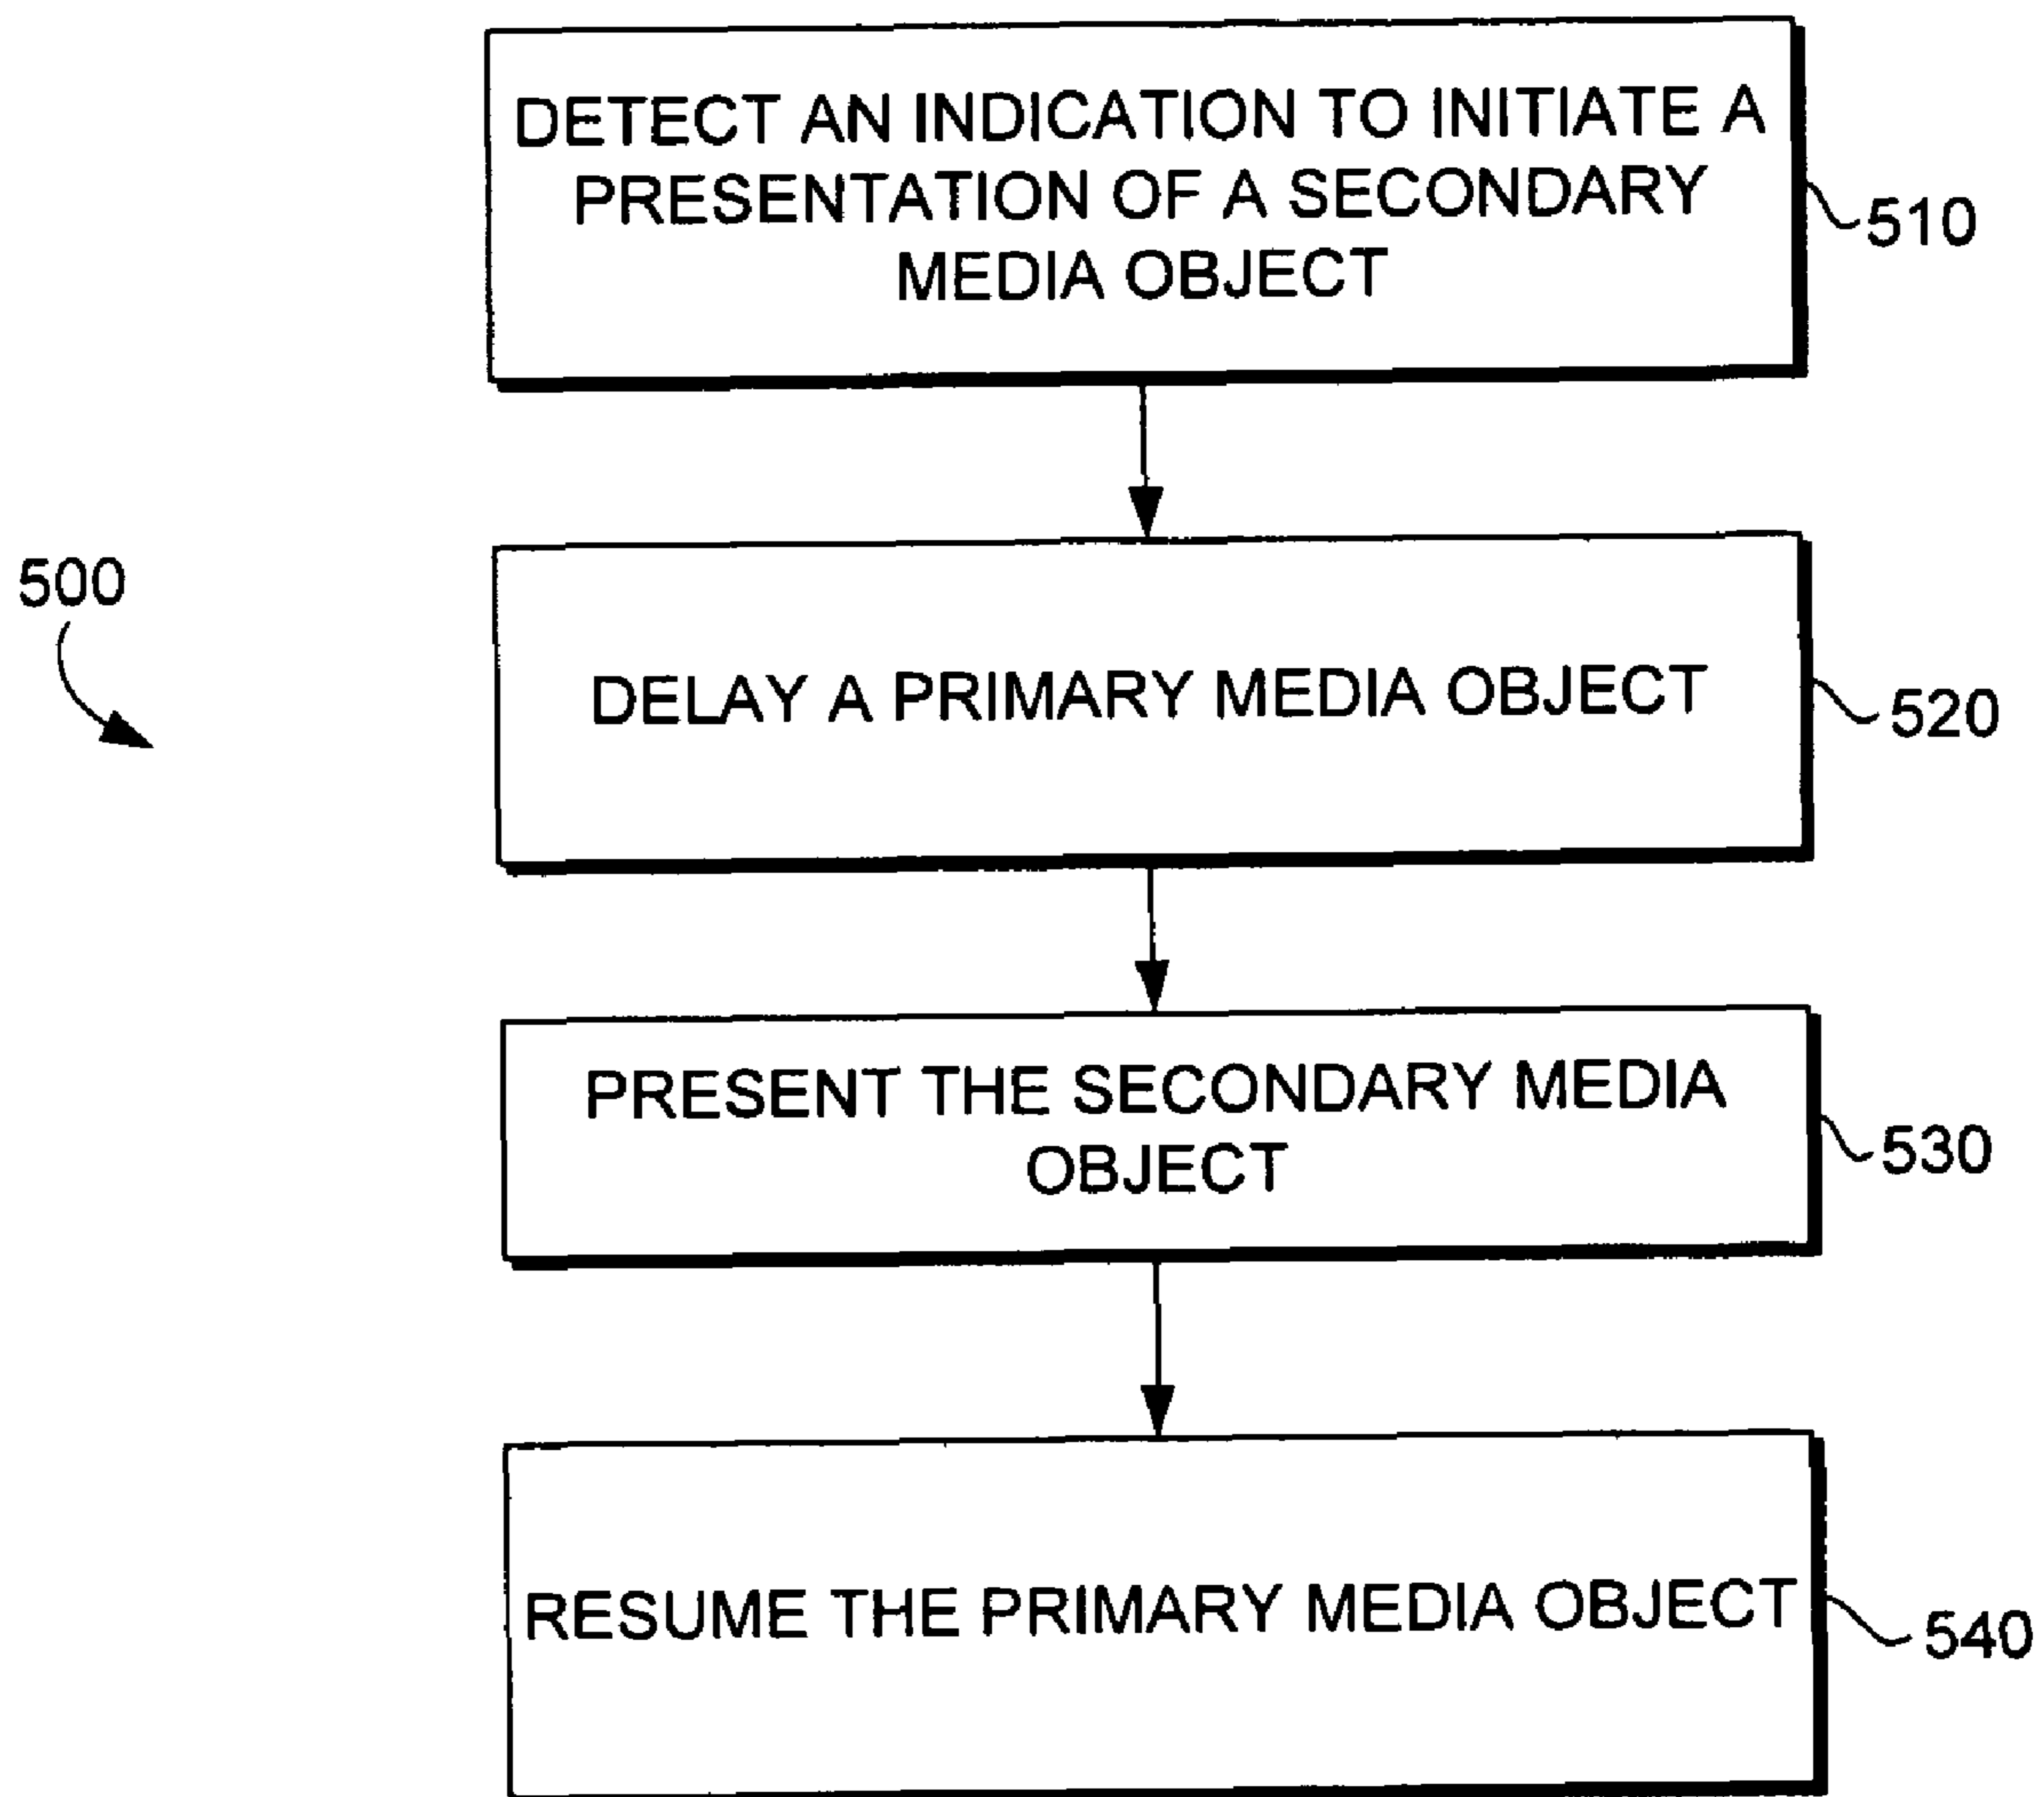 DETECT AN INDICATION TO INITIATE A
PRESENTATION OF A SECONDARY
MEDIA OBJECT
510
500
DELAY A PRIMARY MEDIA OBJECT
520
PRESENT THE SECONDARY MEDIA
OBJECT
530
RESUME THE PRIMARY MEDIA OBJECT
540